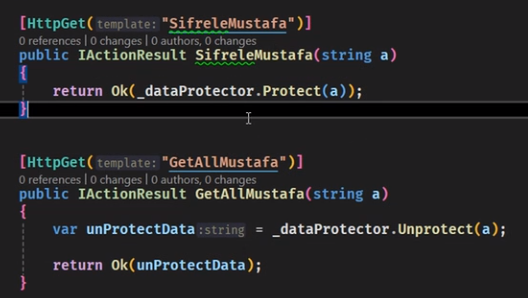 [HttpGet(template:"SifreleMustafa")]
0 references | 0 changes | 0 authors, 0 changes
public IActionResult SifreleMustafa(string a)
{
return Ok(_dataProtector.Protect(a));
}
[HttpGet(template:"GetAllMustafa")]
0 references | 0 changes | 0 authors, 0 changes
public IActionResult GetAllMustafa(string a)
{
var unProtectData:string = _dataProtector.Unprotect(a);
return Ok(unProtectData);
}